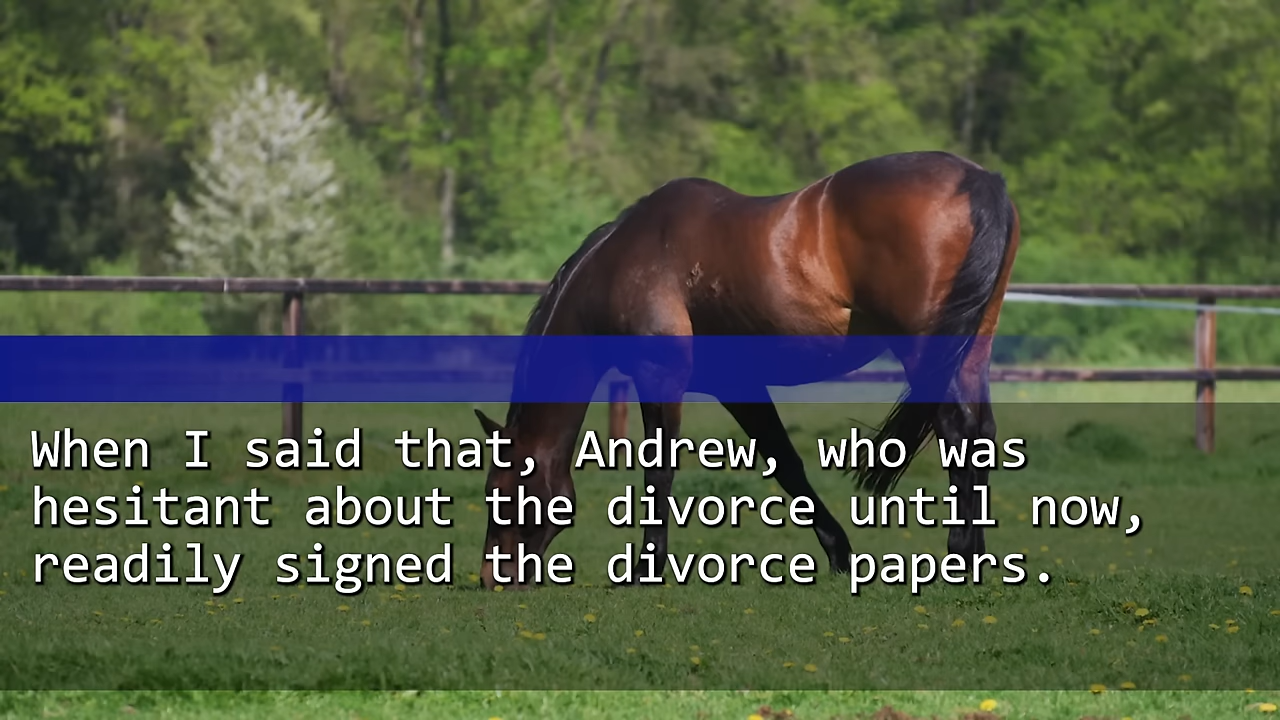 When I said that, Andrew, who was
hesitant about the divorce until now,
readily signed the divorce papers.